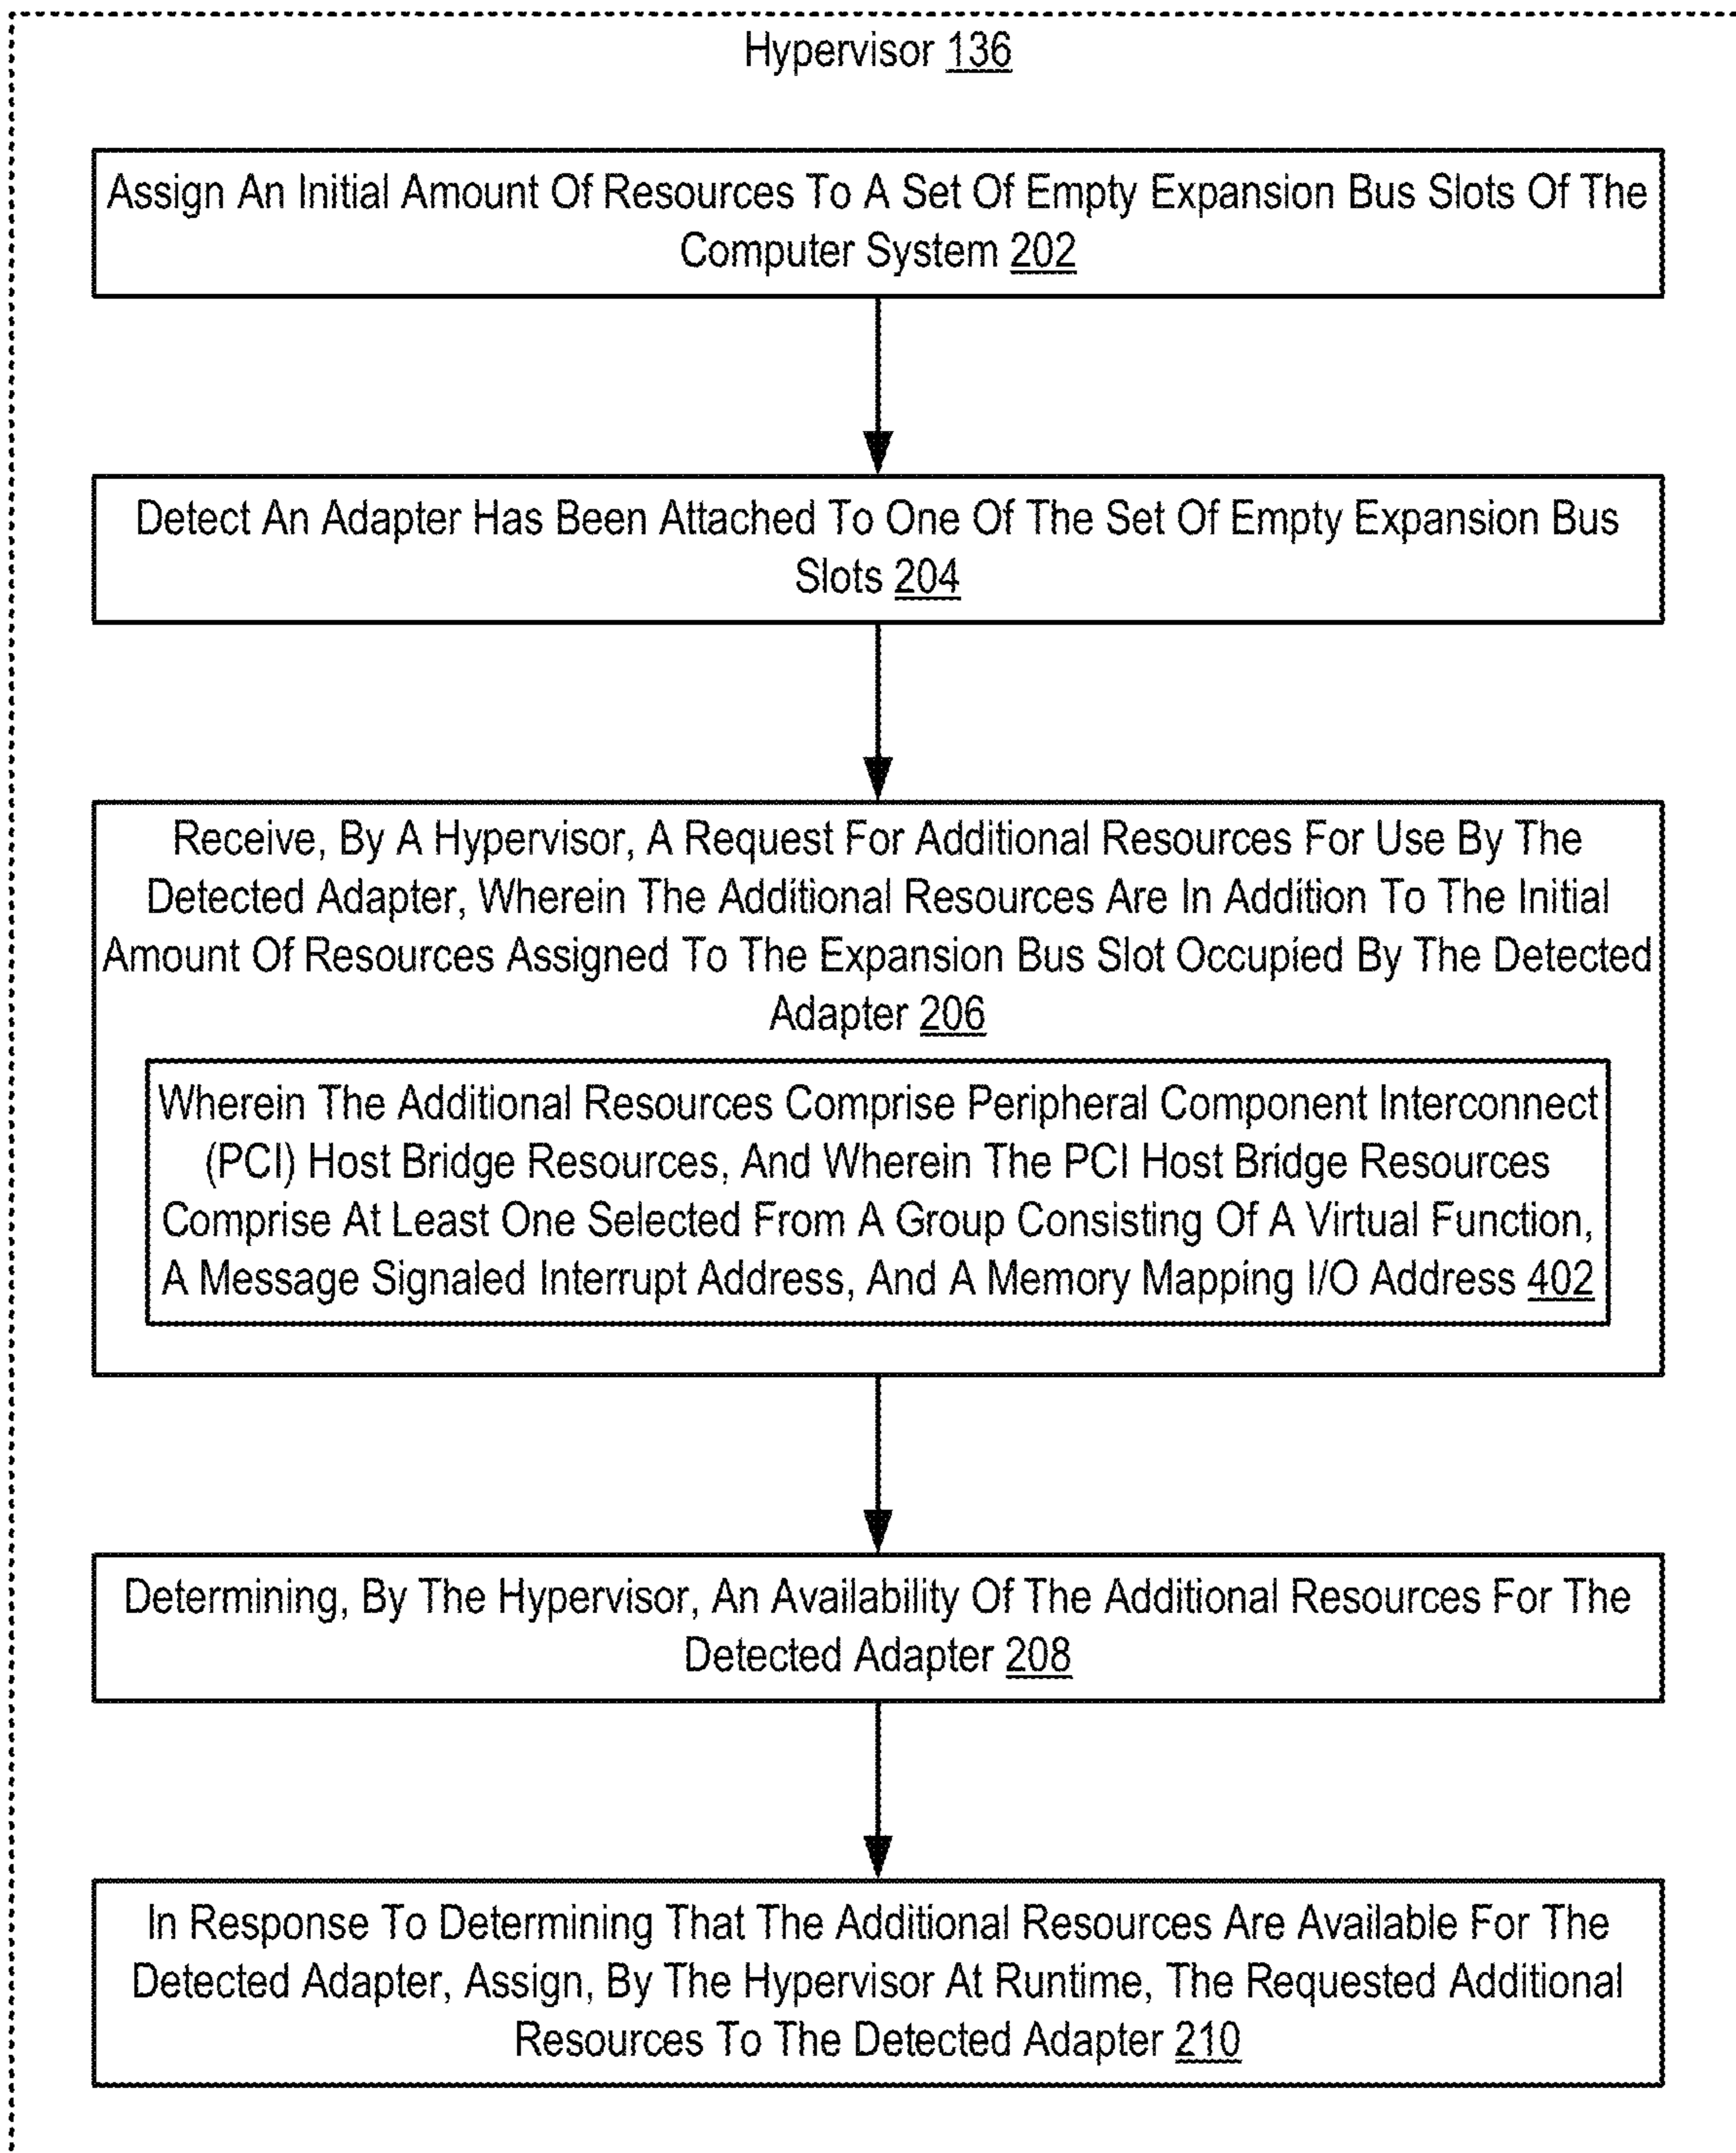 Hypervisor 136
Assign An Initial Amount Of Resources To A Set Of Empty Expansion Bus Slots Of The
Computer System 202
Detect An Adapter Has Been Attached To One Of The Set Of Empty Expansion Bus
Slots 204
Receive, By A Hypervisor, A Request For Additional Resources For Use By The
Detected Adapter, Wherein The Additional Resources Are In Addition To The Initial
Amount Of Resources Assigned To The Expansion Bus Slot Occupied By The Detected
Adapter 206
Wherein The Additional Resources Comprise Peripheral Component Interconnect
(PCI) Host Bridge Resources, And Wherein The PCI Host Bridge Resources
Comprise At Least One Selected From A Group Consisting Of A Virtual Function,
A Message Signaled Interrupt Address, And A Memory Mapping I/O Address 402
Determining, By The Hypervisor, An Availability Of The Additional Resources For The
Detected Adapter 208
In Response To Determining That The Additional Resources Are Available For The
Detected Adapter, Assign, By The Hypervisor At Runtime, The Requested Additional
Resources To The Detected Adapter 210